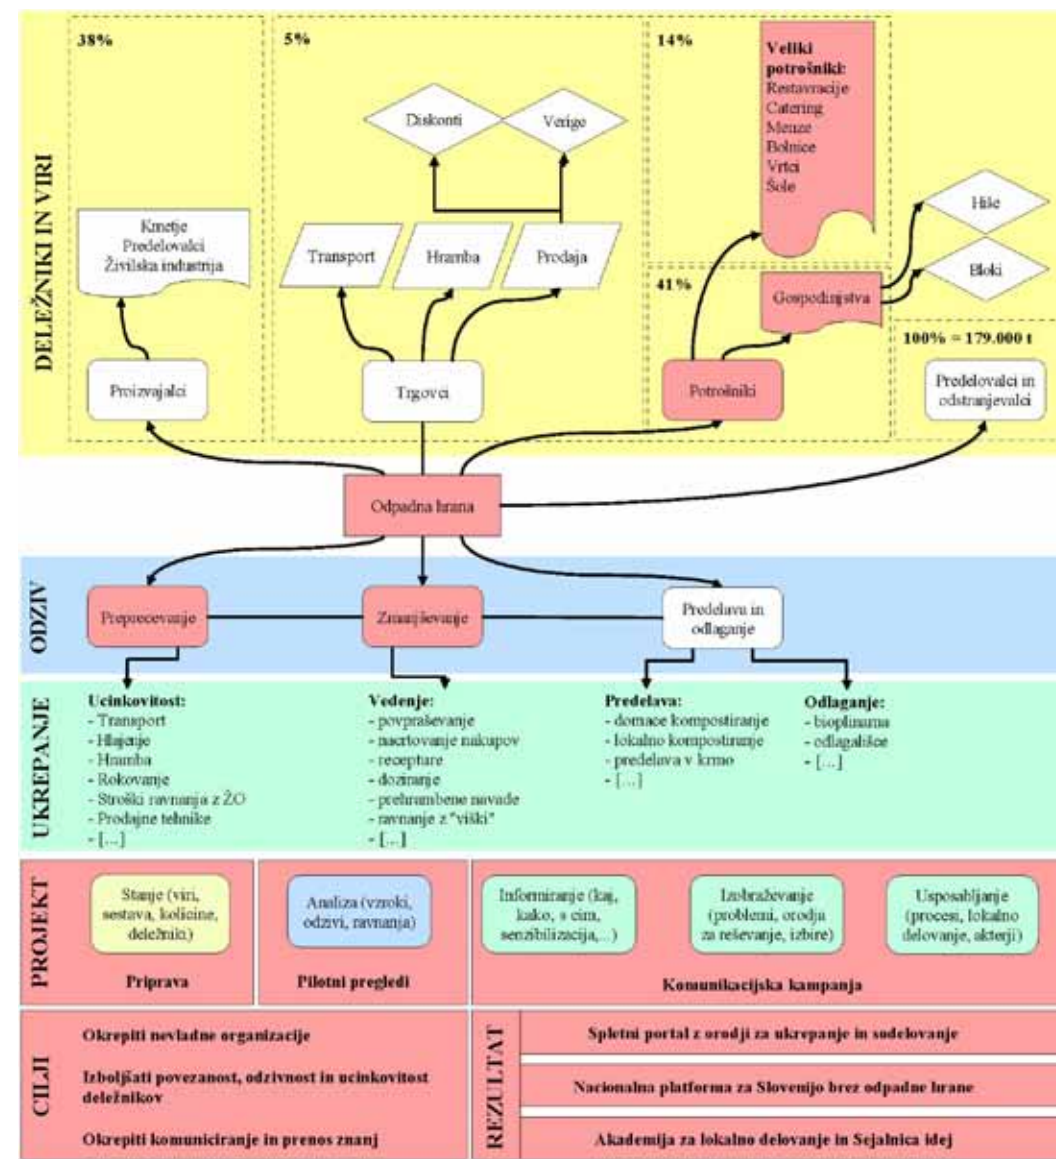 DELEŽNIKI IN VIRI
38%
5%
14%
Veliki
potrošniki:
Restavracije
Catering
Menze
Bolnice
Vrtci
Šole
Diskonti
Verige
Kmetje
Predelovalci
Živilska industrija
Transport
Hramba
Prodaja
Hiše
Bloki
41%
Gospodinjstva
100% = 179.000 t
Proizvajalci
Trgovci
Potrošniki
Predelovalci in
odstranjevalci
Odpadna hrana
ODZIV
Preprecevanje
Zmanjševanje
Predelava in
odlaganje
UKREPANJE
Ucinkovitost:
- Transport
- Hlajenje
- Hramba
- Rokovanje
- Stroški ravnanja z ŽO
- Prodajne tehnike
- [...]
Vedenje:
- povpraševanje
- nacrtovanje nakupov
- recepture
- doziranje
- prehrambene navade
- ravnanje z "viški"
- [...]
Predelava:
- domace kompostiranje
- lokalno kompostiranje
- predelava v krmo
- [...]
Odlaganje:
- bioplinarna
- odlagališce
- [...]
PROJEKT
Stanje (viri,
sestava, kolicine,
deležniki)
Priprava
Analiza (vzroki,
odzivi, ravnanja)
Pilotni pregledi
Informiranje (kaj,
kako, s cim,
senzibilizacija,...)
Izobraževanje
(problemi, orodja
za reševanje, izbire)
Usposabljanje
(procesi, lokalno
delovanje, akterji)
Komunikacijska kampanja
CILJI
Okrepiti nevladne organizacije
Izboljšati povezanost, odzivnost in ucinkovitost
deležnikov
Okrepiti komuniciranje in prenos znanj
REZULTAT
Spletni portal z orodji za ukrepanje in sodelovanje
Nacionalna platforma za Slovenijo brez odpadne hrane
Akademija za lokalno delovanje in Sejalnica idej